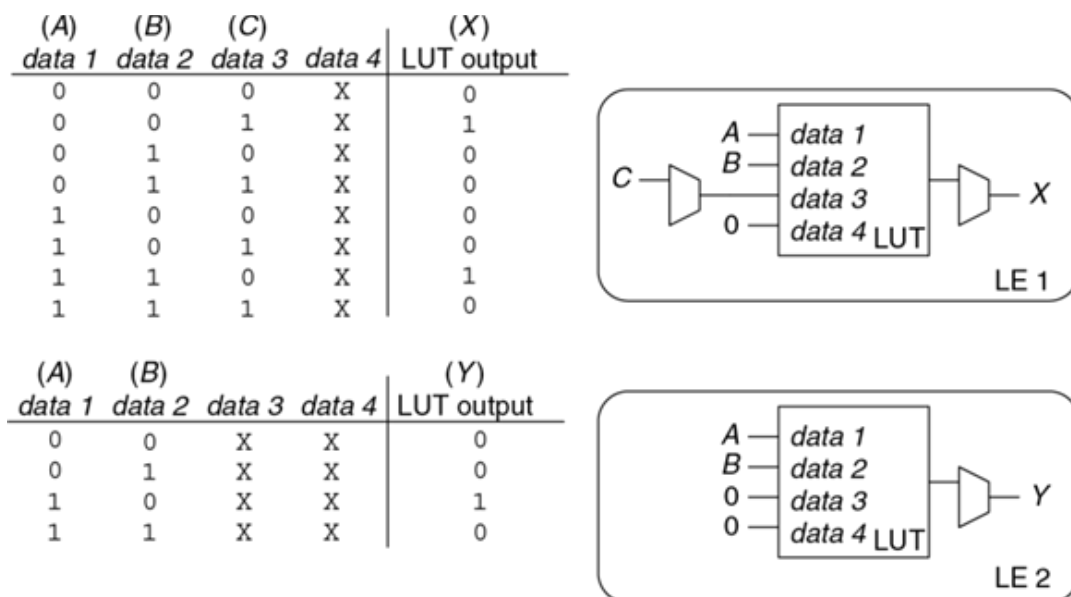 (A) (B) (C) (X)
data 1 data 2 data 3 data 4 LUT output
0 0 0 X 0
0 0 1 X 1
0 1 0 X 0
0 1 1 X 0
1 0 0 X 0
1 0 1 X 0
1 1 0 X 1
1 1 1 X 0
A data 1
B data 2
C data 3 X
0 data 4 LUT
LE 1
(A) (B) (Y)
data 1 data 2 data 3 data 4 LUT output
0 0 X X 0
0 1 X X 0
1 0 X X 1
1 1 X X 0
A data 1
B data 2
0 data 3 Y
0 data 4 LUT
LE 2